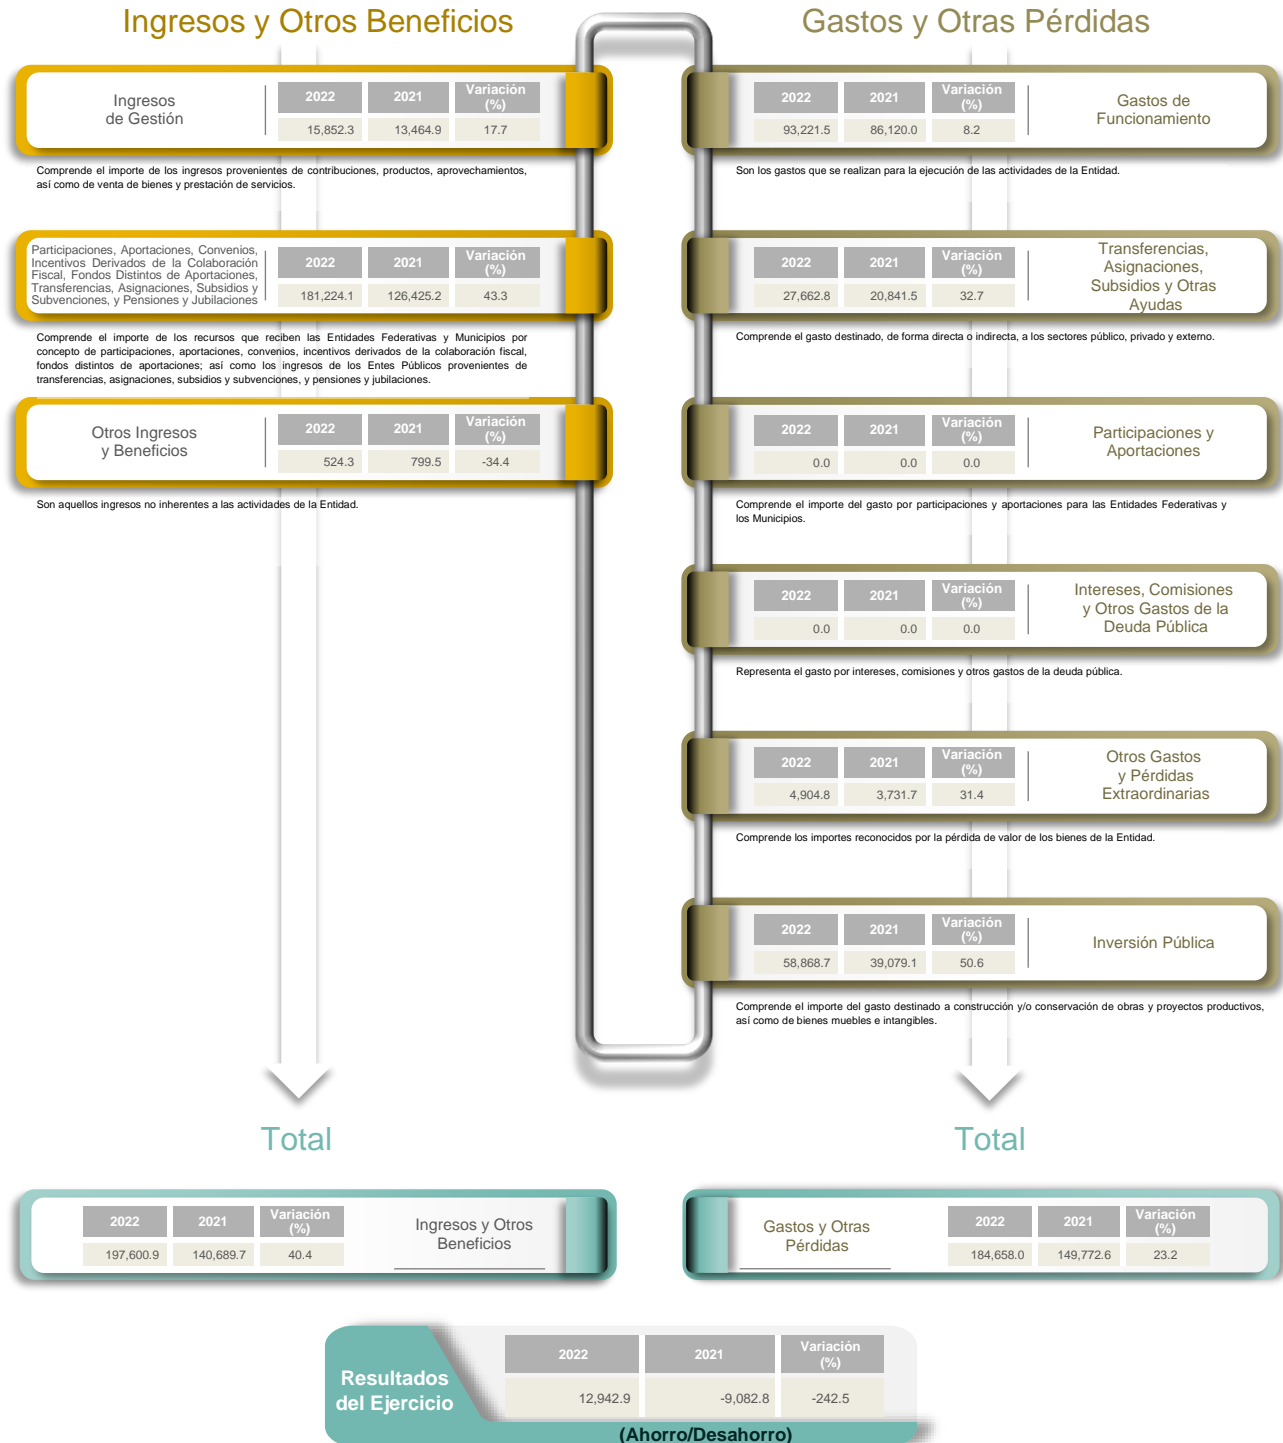 Ingresos y Otros Beneficios
Ingresos
de Gestión
2022 2021 Variación
(%)
15,852.3 13,464.9 17.7
Comprende el importe de los ingresos provenientes de contribuciones, productos, aprovechamientos,
así como de venta de bienes y prestación de servicios.
Participaciones, Aportaciones, Convenios,
Incentivos Derivados de la Colaboración
Fiscal, Fondos Distintos de Aportaciones,
Transferencias, Asignaciones, Subsidios y
Subvenciones, y Pensiones y Jubilaciones
2022 2021 Variación
(%)
181,224.1 126,425.2 43.3
Comprende el importe de los recursos que reciben las Entidades Federativas y Municipios por
concepto de participaciones, aportaciones, convenios, incentivos derivados de la colaboración fiscal,
fondos distintos de aportaciones; así como los ingresos de los Entes Públicos provenientes de
transferencias, asignaciones, subsidios y subvenciones, y pensiones y jubilaciones.
Otros Ingresos
y Beneficios
2022 2021 Variación
(%)
524.3 799.5 -34.4
Son aquellos ingresos no inherentes a las actividades de la Entidad.
Gastos y Otras Pérdidas
2022 2021 Variación
(%)
93,221.5 86,120.0 8.2
Gastos de
Funcionamiento
Son los gastos que se realizan para la ejecución de las actividades de la Entidad.
2022 2021 Variación
(%)
27,662.8 20,841.5 32.7
Transferencias,
Asignaciones,
Subsidios y Otras
Ayudas
Comprende el gasto destinado, de forma directa o indirecta, a los sectores público, privado y externo.
2022 2021 Variación
(%)
0.0 0.0 0.0
Participaciones y
Aportaciones
Comprende el importe del gasto por participaciones y aportaciones para las Entidades Federativas y
los Municipios.
2022 2021 Variación
(%)
0.0 0.0 0.0
Intereses, Comisiones
y Otros Gastos de la
Deuda Pública
Representa el gasto por intereses, comisiones y otros gastos de la deuda pública.
2022 2021 Variación
(%)
4,904.8 3,731.7 31.4
Otros Gastos
y Pérdidas
Extraordinarias
Comprende los importes reconocidos por la pérdida de valor de los bienes de la Entidad.
2022 2021 Variación
(%)
58,868.7 39,079.1 50.6
Inversión Pública
Comprende el importe del gasto destinado a construcción y/o conservación de obras y proyectos productivos,
así como de bienes muebles e intangibles.
Total
2022 2021 Variación
(%)
197,600.9 140,689.7 40.4
Ingresos y Otros
Beneficios
Total
Gastos y Otras
Pérdidas
2022 2021 Variación
(%)
184,658.0 149,772.6 23.2
Resultados
del Ejercicio
2022 2021 Variación
(%)
12,942.9 -9,082.8 -242.5
(Ahorro/Desahorro)